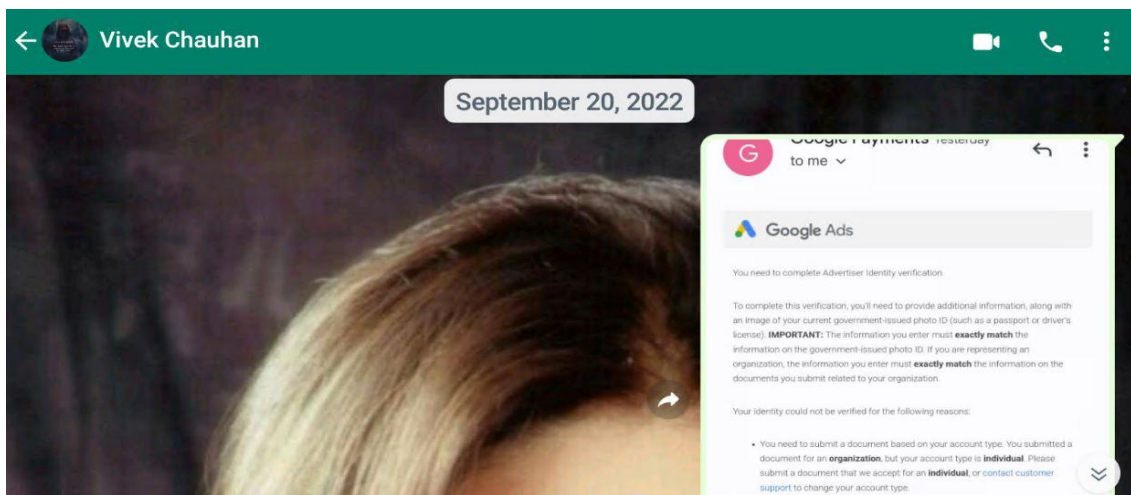 Vivek Chauhan
September 20, 2022
Google Payments Yesterday
G
to me
Google Ads
You need to complete Advertiser Identity verification
To complete this verification, you'll need to provide additional information, along with
an image of your current government-issued photo ID (such as a passport or driver's
license). IMPORTANT: The information you enter must exactly match the
information on the government-issued photo ID. If you are representing an
organization, the information you enter must exactly match the information on the
documents you submit related to your organization.
Your identity could not be verified for the following reasons:
• You need to submit a document based on your account type. You submitted a
document for an organization, but your account type is individual. Please
submit a document that we accept for an individual, or contact customer
support to change your account type.